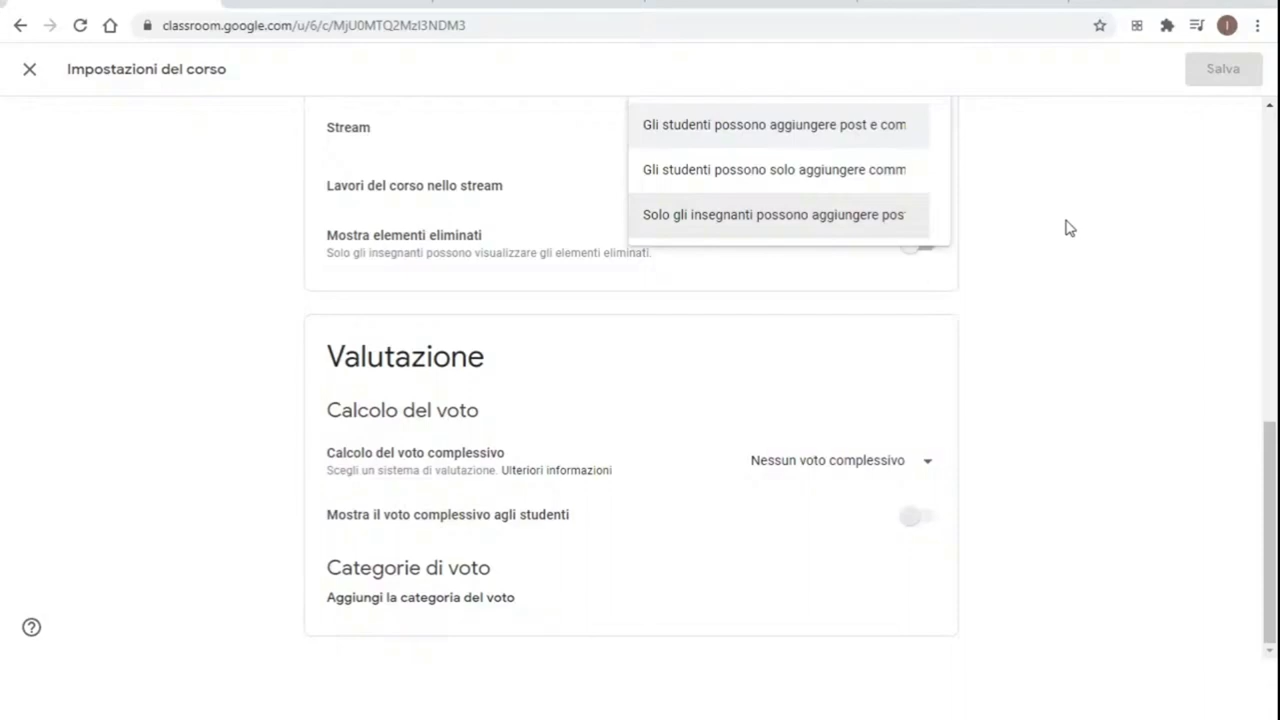 classroom.google.com/u/6/c/MjU0MTQ2MzI3NDM3
I
Impostazioni del corso
Salva
Stream
Gli studenti possono aggiungere post e com
Gli studenti possono solo aggiungere comm
Lavori del corso nello stream
Solo gli insegnanti possono aggiungere pos
Mostra elementi eliminati
Solo gli insegnanti possono visualizzare gli elementi eliminati.
Valutazione
Calcolo del voto
Calcolo del voto complessivo
Scegli un sistema di valutazione. Ulteriori informazioni
Nessun voto complessivo
Mostra il voto complessivo agli studenti
Categorie di voto
Aggiungi la categoria del voto